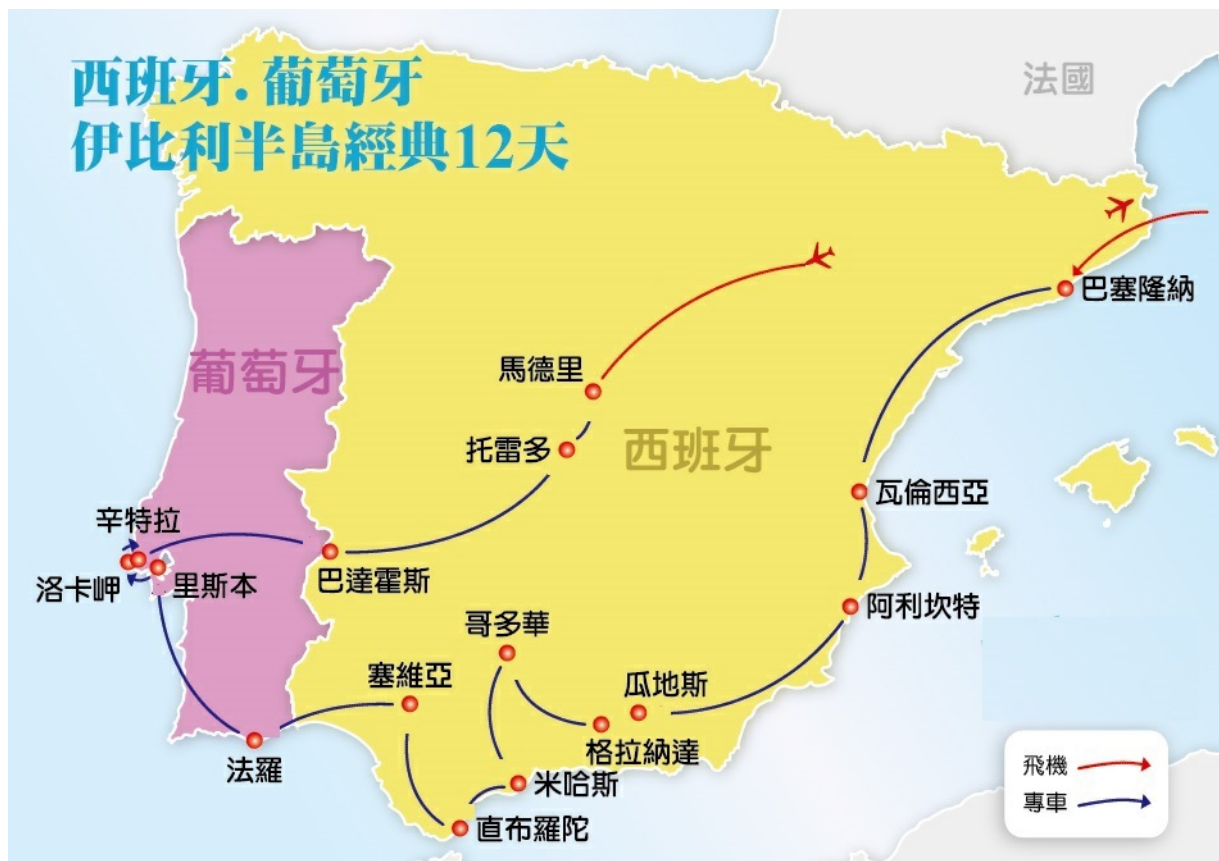 西班牙.葡萄牙
伊比利半島經典12天
法國
巴塞隆納
葡萄牙
馬德里
西班牙
托雷多
瓦倫西亞
辛特拉
洛卡岬
里斯本
巴達霍斯
阿利坎特
哥多華
塞維亞
瓜地斯
格拉納達
法羅
米哈斯
直布羅陀
飛機
專車